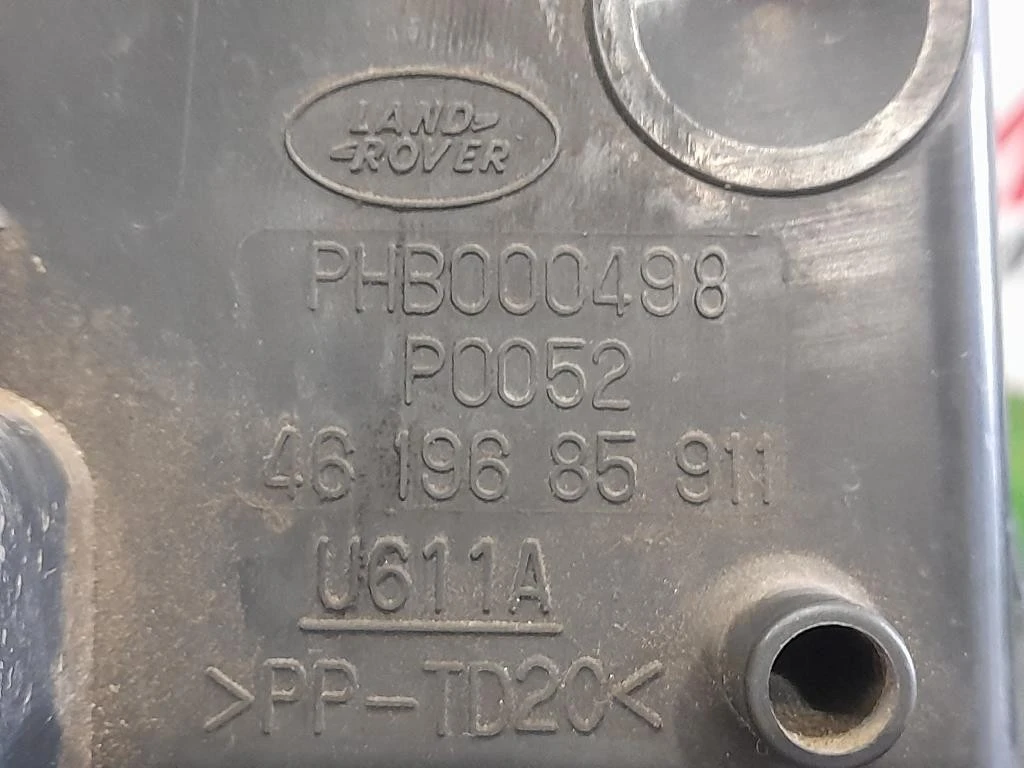 LAND-
-ROVER
PHB000498
P0052
46 196 85 911
U611A
>PP-TD20<